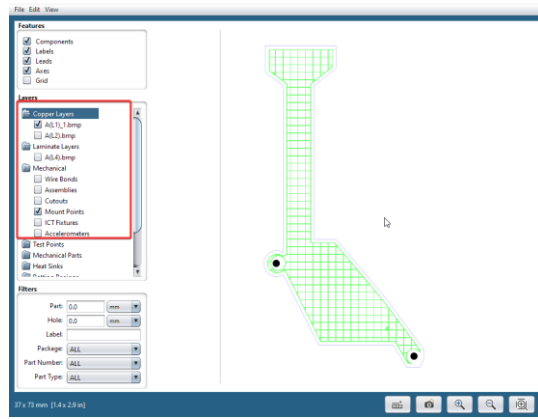 File Edit View
Features
Components
Labels
Leads
Axes
Grid
Layers
Copper Layers
A(L1)_1.bmp
A(L2).bmp
Laminate Layers
A(L4).bmp
Mechanical
Wire Bonds
Assemblies
Cutouts
Mount Points
ICT Fixtures
Accelerometers
Test Points
Mechanical Parts
Heat Sinks
Filters
Part: 0.0 mm
Hole: 0.0 mm
Label:
Package: ALL
Part Number: ALL
Part Type: ALL
37 x 73 mm [1.4 x 2.9 in]